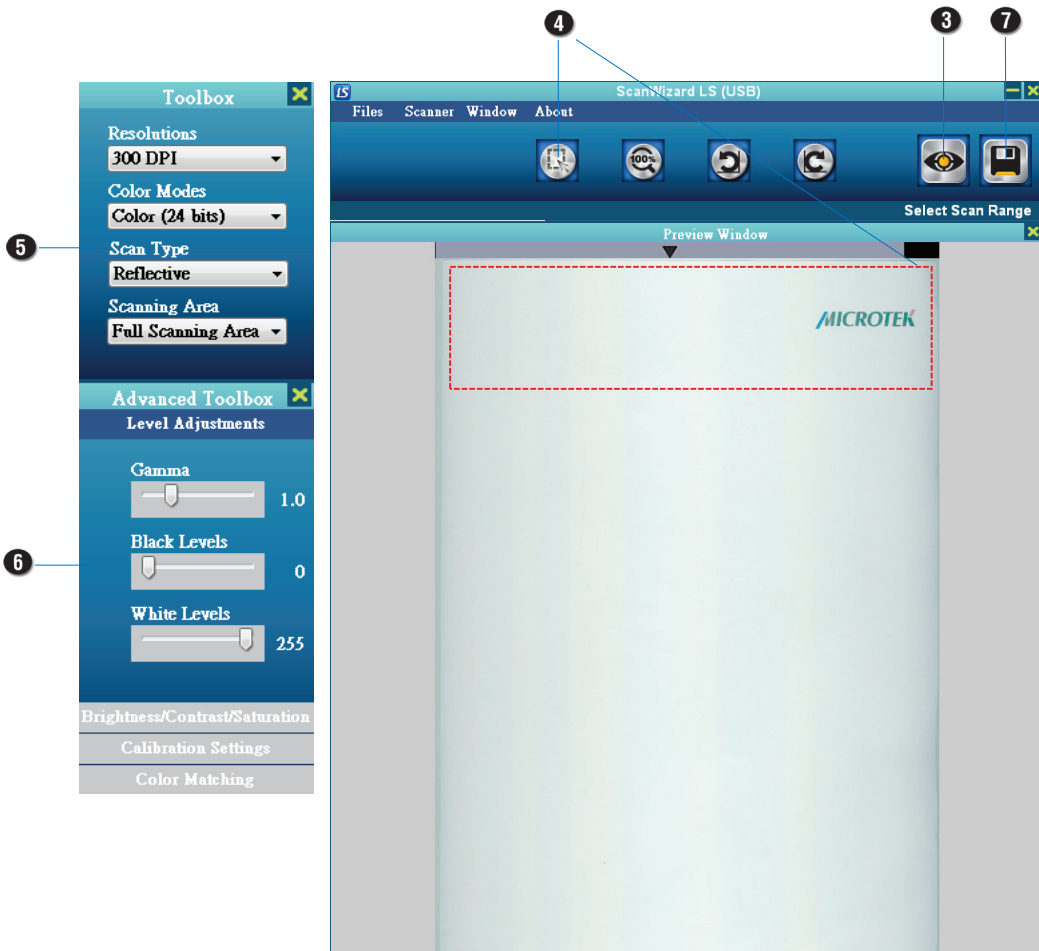 4
3
7
Toolbox
Resolutions
300 DPI
Color Modes
Color (24 bits)
Scan Type
Reflective
Scanning Area
Full Scanning Area
5
Advanced Toolbox
Level Adjustments
Gamma
1.0
Black Levels
0
White Levels
255
6
Brightness/Contrast/Saturation
Calibration Settings
Color Matching
LS
ScanWizard LS (USB)
Files Scanner Window About
100%
Select Scan Range
Preview Window
MICROTEK